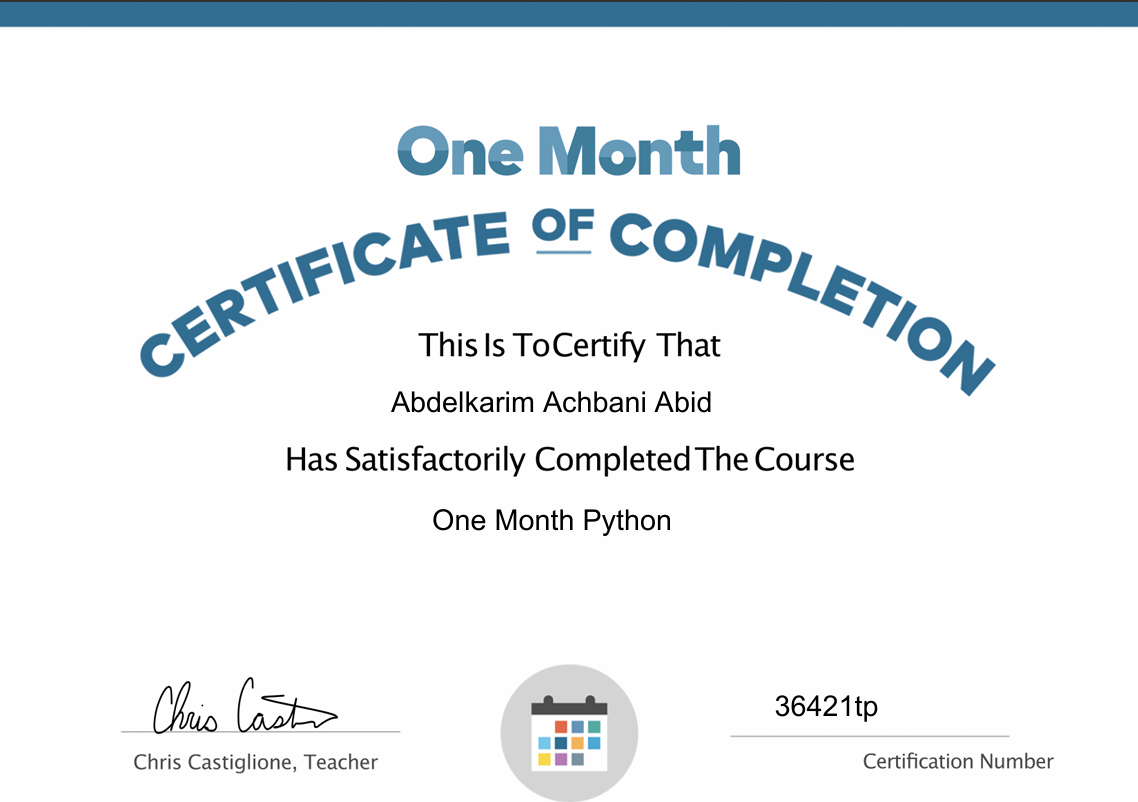 One Month
CERTIFICATE OF COMPLETION
This Is To Certify That
Abdelkarim Achbani Abid
Has Satisfactorily Completed The Course
One Month Python
Chris Cast
36421tp
Chris Castiglione, Teacher
Certification Number